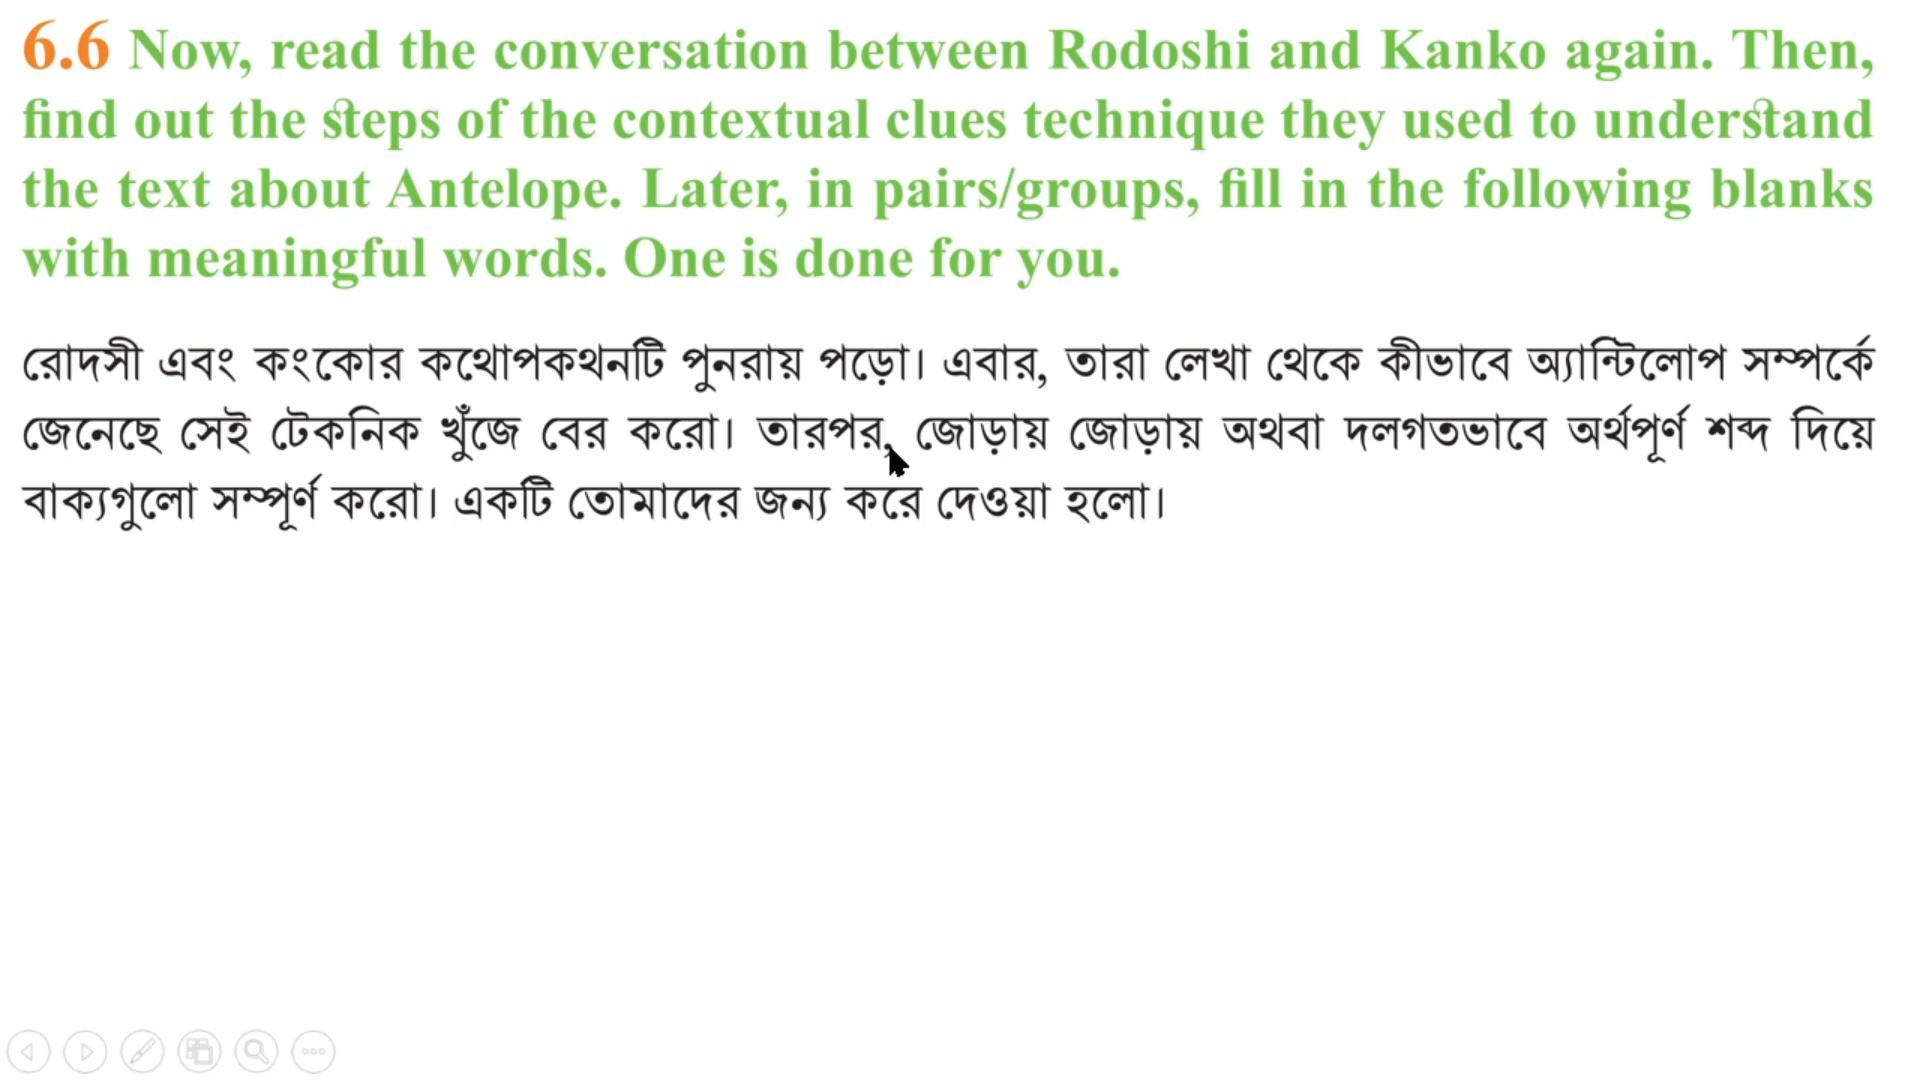 6.6 Now, read the conversation between Rodoshi and Kanko again. Then,
find out the steps of the contextual clues technique they used to understand
the text about Antelope. Later, in pairs/groups, fill in the following blanks
with meaningful words. One is done for you.
রোদসী এবং কংকোর কথোপকথনটি পুনরায় পড়ো। এবার, তারা লেখা থেকে কীভাবে অ্যান্টিলোপ সম্পর্কে
জেনেছে সেই টেকনিক খুঁজে বের করো। তারপর, জোড়ায় জোড়ায় অথবা দলগতভাবে অর্থপূর্ণ শব্দ দিয়ে
বাক্যগুলো সম্পূর্ণ করো। একটি তোমাদের জন্য করে দেওয়া হলো।